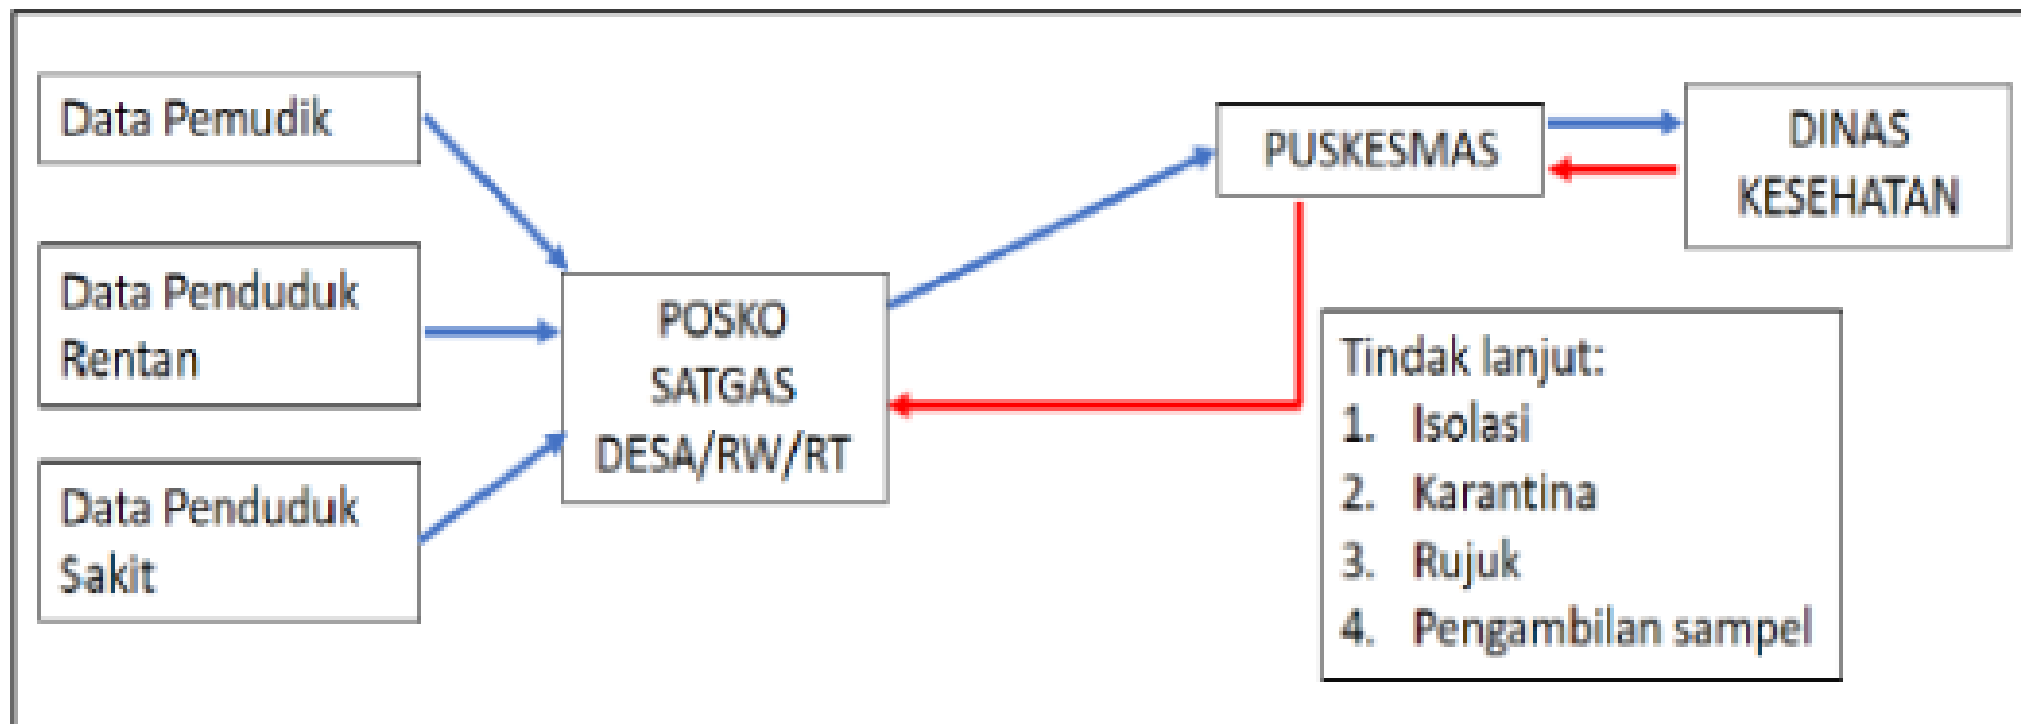 Data Pemudik
Data Penduduk
Rentan
Data Penduduk
Sakit
POSKO
SATGAS
DESA/RW/RT
PUSKESMAS
DINAS
KESEHATAN
Tindak lanjut:
1. Isolasi
2. Karantina
3. Rujuk
4. Pengambilan sampel